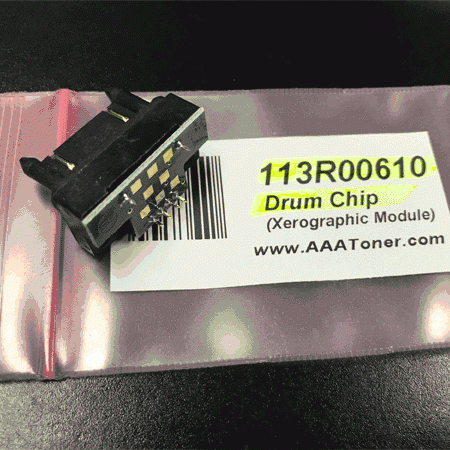 113R00610
Drum Chip
(Xerographic Module)
www.AAAToner.com